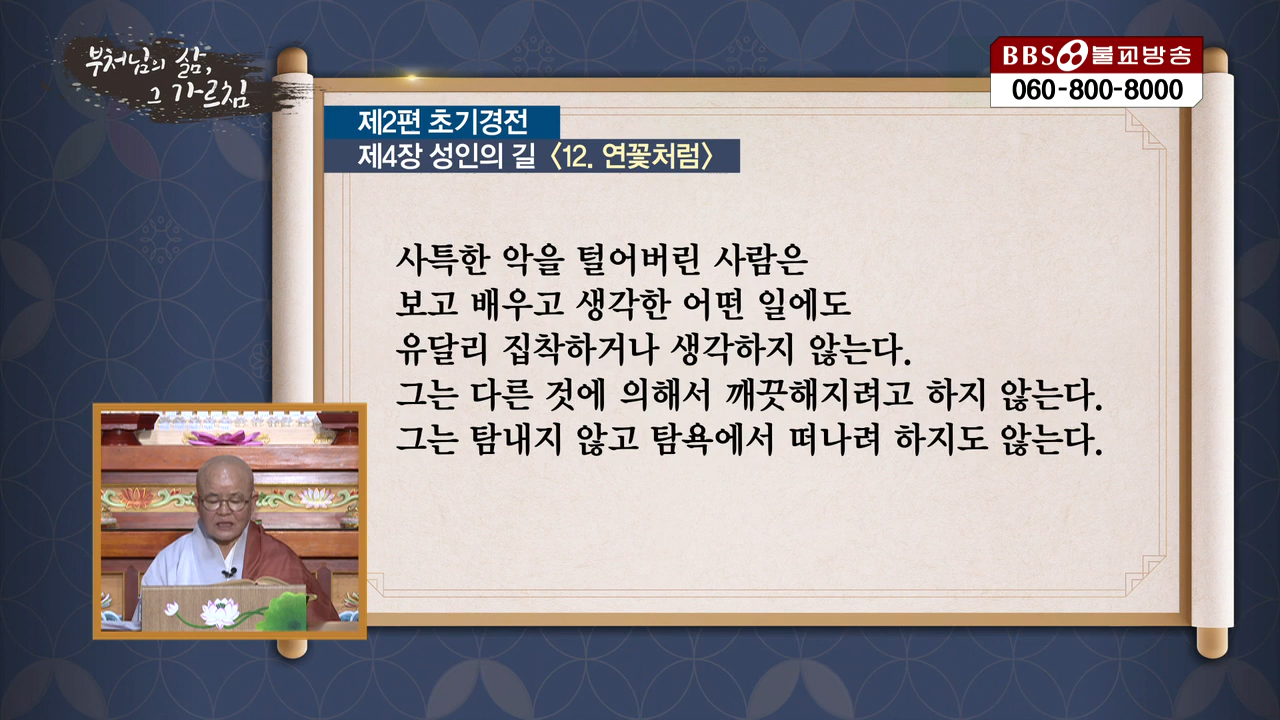 부처님의 삶,
그 가르침
BBS 불교방송
060-800-8000
제2편 초기경전
제4장 성인의 길 〈12. 연꽃처럼〉
사특한 악을 털어버린 사람은
보고 배우고 생각한 어떤 일에도
유달리 집착하거나 생각하지 않는다.
그는 다른 것에 의해서 깨끗해지려고 하지 않는다.
그는 탐내지 않고 탐욕에서 떠나려 하지도 않는다.